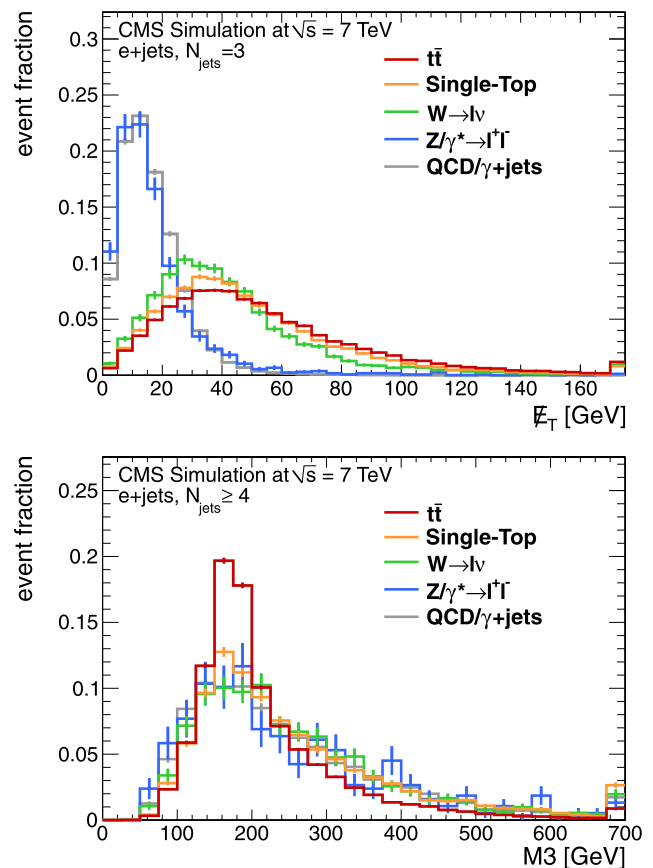 CMS Simulation at √s = 7 TeV
e+jets, N_jets=3
tt̄
Single-Top
W→lν
Z/γ*→l⁺l⁻
QCD/γ+jets
event fraction
0.3
0.25
0.2
0.15
0.1
0.05
0
0 20 40 60 80 100 120 140 160
E̸_T [GeV]
CMS Simulation at √s = 7 TeV
e+jets, N_jets ≥ 4
tt̄
Single-Top
W→lν
Z/γ*→l⁺l⁻
QCD/γ+jets
event fraction
0.25
0.2
0.15
0.1
0.05
0
0 100 200 300 400 500 600 700
M3 [GeV]